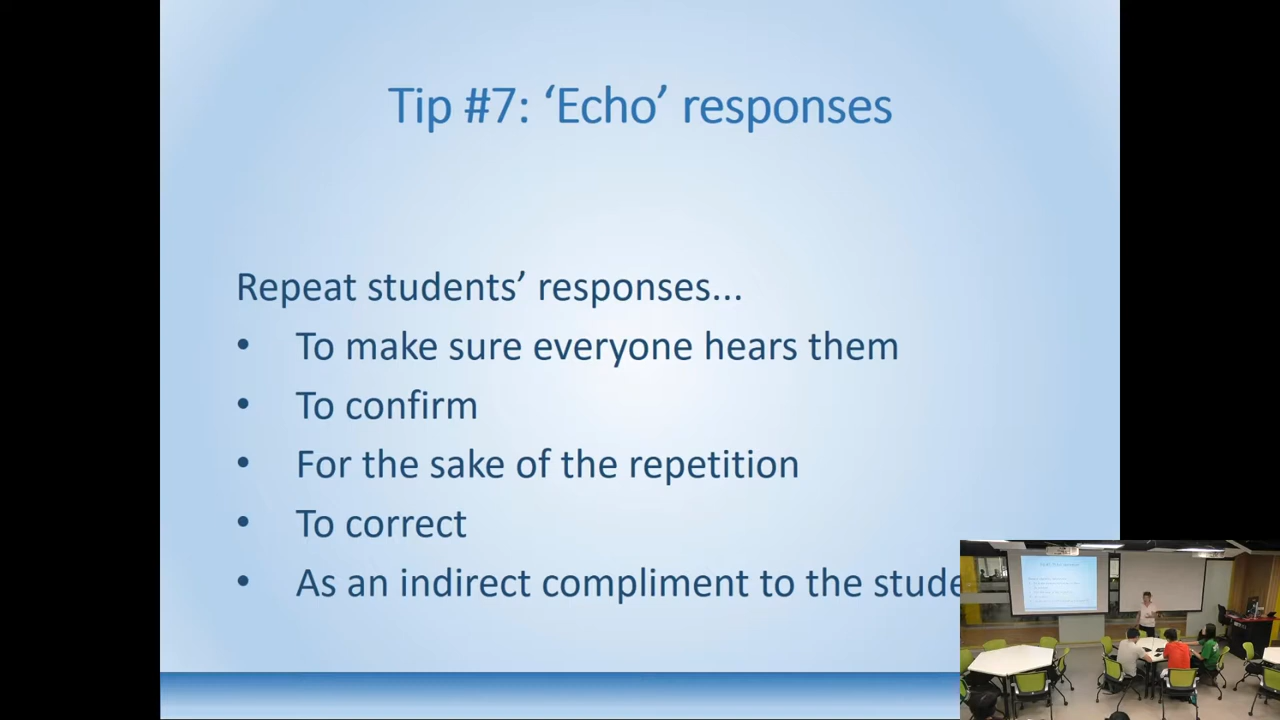 Tip #7: ‘Echo’ responses
Repeat students’ responses...
• To make sure everyone hears them
• To confirm
• For the sake of the repetition
• To correct
• As an indirect compliment to the stude